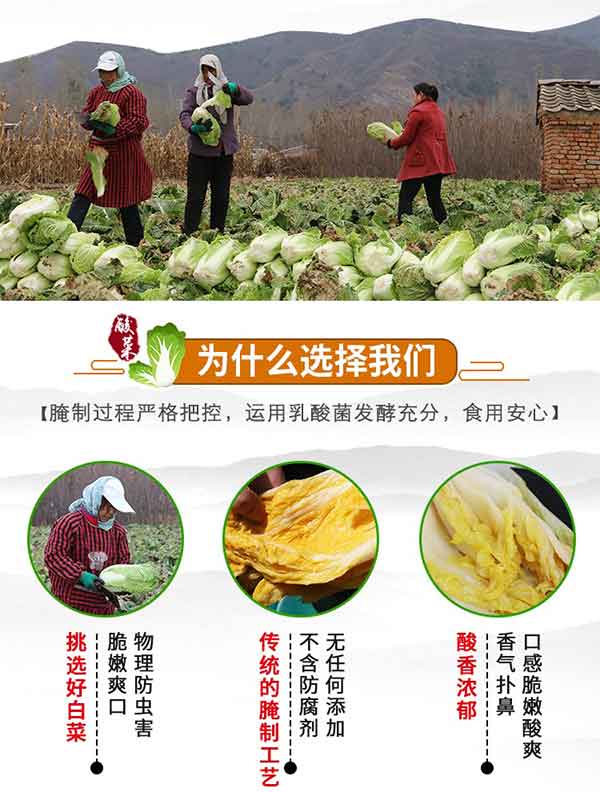 酸菜
为什么选择我们
【腌制过程严格把控，运用乳酸菌发酵充分，食用安心】
挑选好白菜
物理防虫害
脆嫩爽口
传统的腌制工艺
无任何添加
不含防腐剂
酸香浓郁
口感脆嫩酸爽
香气扑鼻